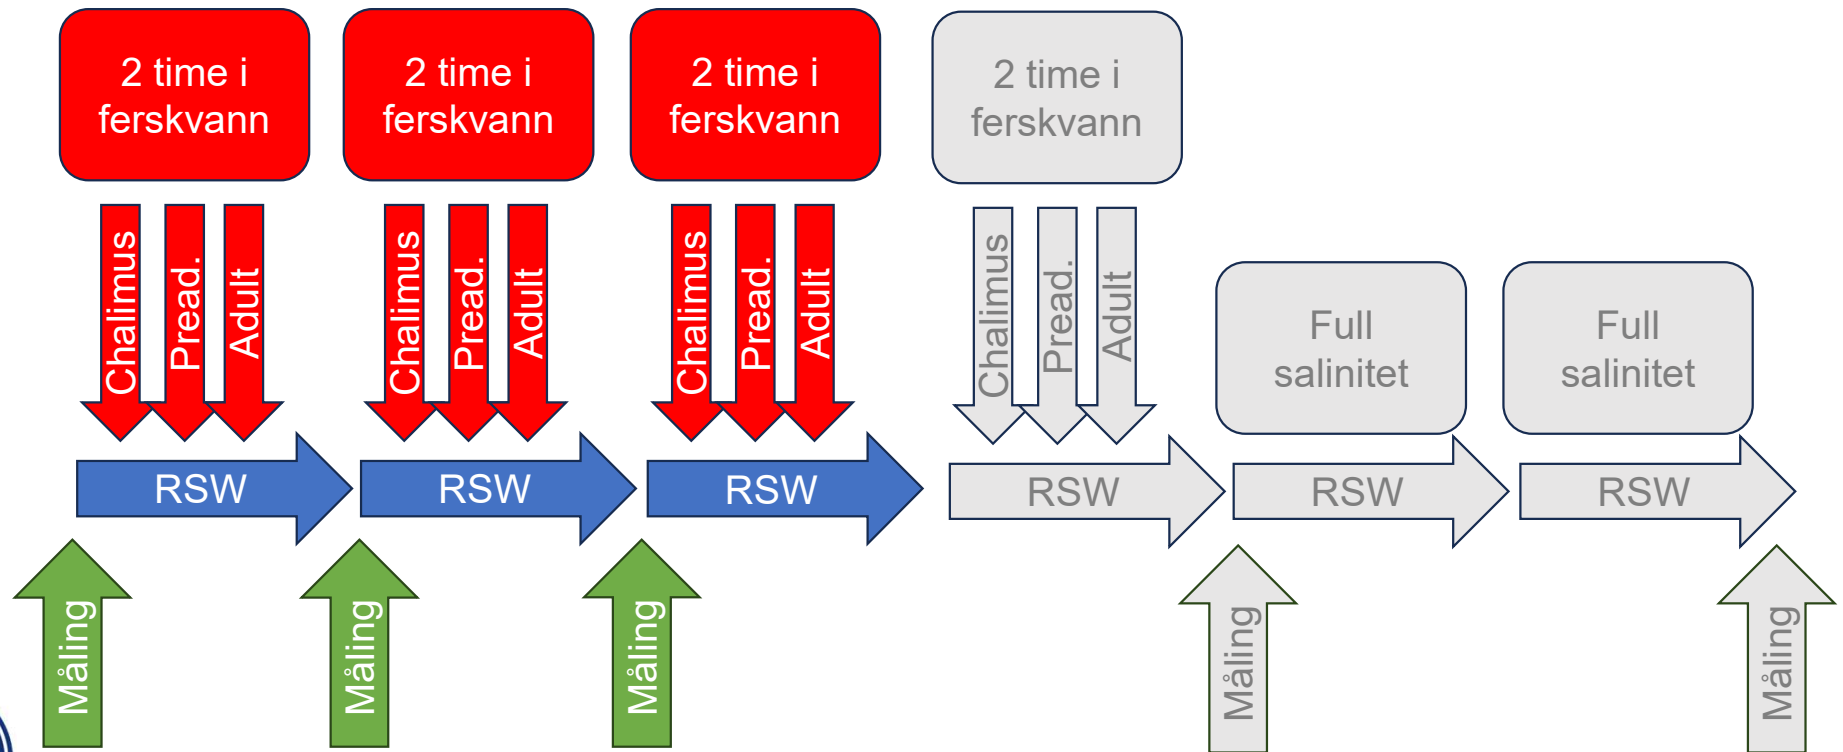 2 time i
ferskvann
2 time i
ferskvann
2 time i
ferskvann
2 time i
ferskvann
Chalimus
Pread.
Adult
Chalimus
Pread.
Adult
Chalimus
Pread.
Adult
Chalimus
Pread.
Adult
Full
salinitet
Full
salinitet
RSW
RSW
RSW
RSW
RSW
RSW
Måling
Måling
Måling
Måling
Måling